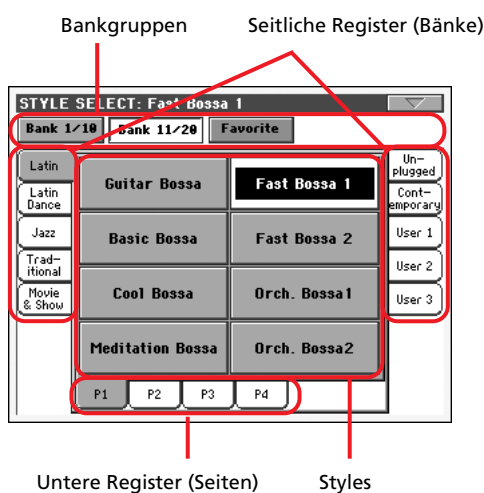 Bankgruppen
Seitliche Register (Bänke)
STYLE SELECT: Fast Bossa 1
Bank 1/10
Bank 11/20
Favorite
Latin
Latin
Dance
Jazz
Trad-
itional
Movie
& Show
Guitar Bossa
Fast Bossa 1
Basic Bossa
Fast Bossa 2
Cool Bossa
Orch. Bossa1
Meditation Bossa
Orch. Bossa2
Un-
plugged
Cont-
emporary
User 1
User 2
User 3
P1
P2
P3
P4
Untere Register (Seiten)
Styles